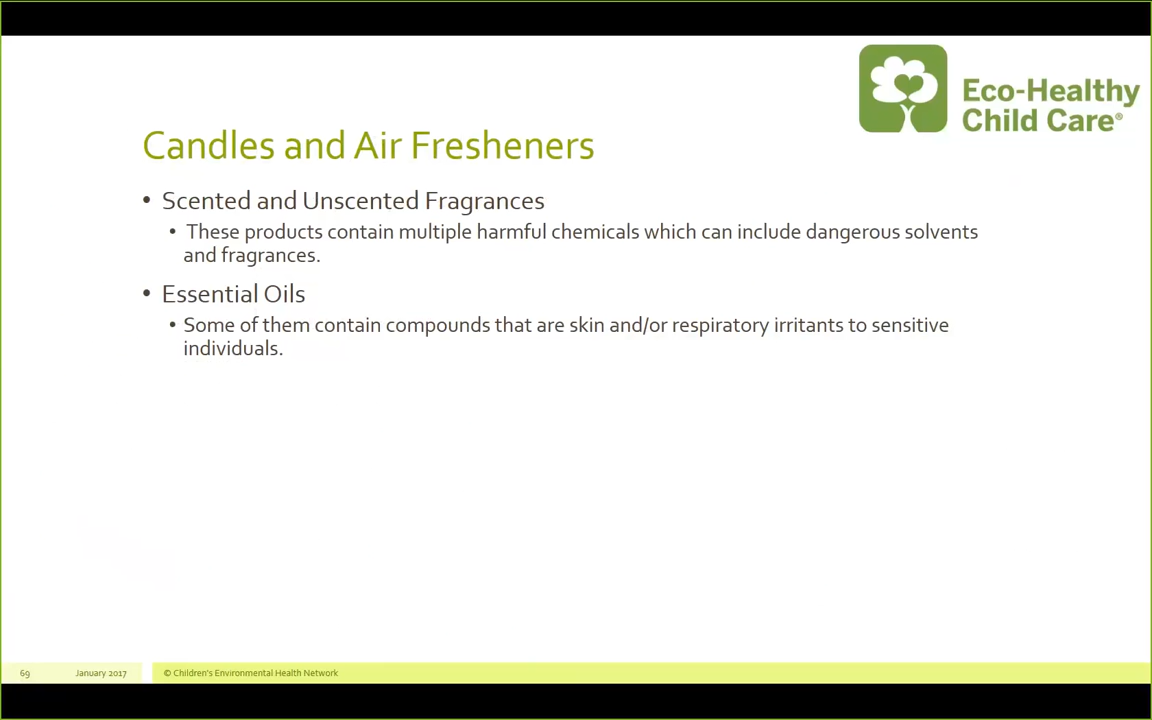 Eco-Healthy
Child Care®
Candles and Air Fresheners
• Scented and Unscented Fragrances
• These products contain multiple harmful chemicals which can include dangerous solvents
and fragrances.
• Essential Oils
• Some of them contain compounds that are skin and/or respiratory irritants to sensitive
individuals.
69 January 2017 © Children's Environmental Health Network